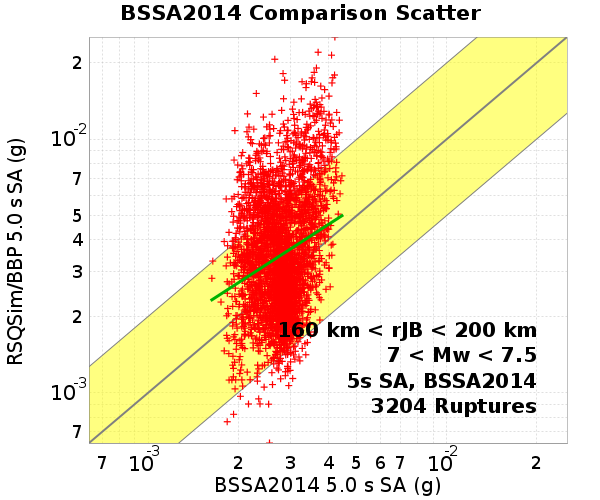 BSSA2014 Comparison Scatter
RSQSim/BBP 5.0 s SA (g)
2
10-2
7
5
4
3
2
10-3
7
160 km < rJB < 200 km
7 < Mw < 7.5
5s SA, BSSA2014
3204 Ruptures
7 10-3 2 3 4 5 6 7 10-2 2
BSSA2014 5.0 s SA (g)